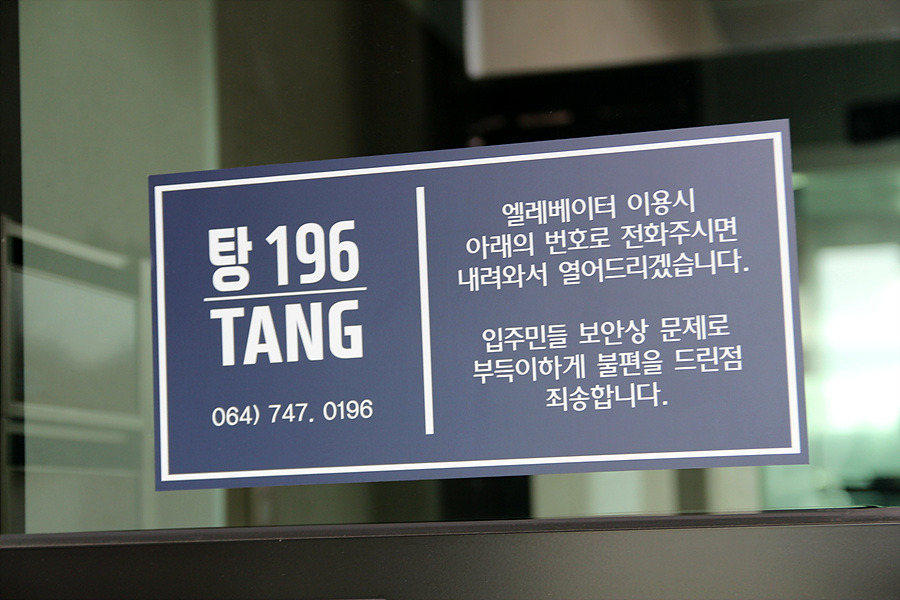 탕 196
TANG
064) 747. 0196
엘레베이터 이용시
아래의 번호로 전화주시면
내려와서 열어드리겠습니다.
입주민들 보안상 문제로
부득이하게 불편을 드린점
죄송합니다.